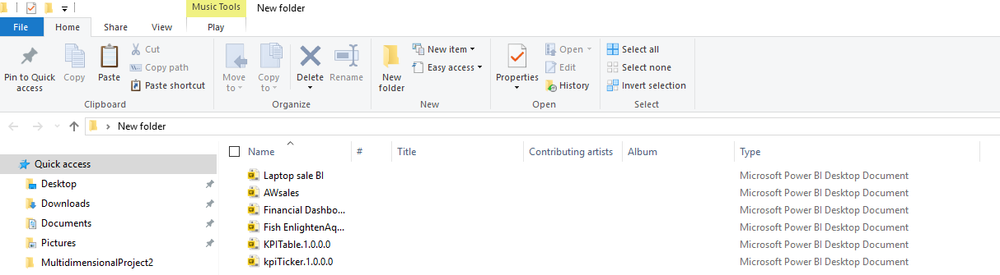 Music Tools New folder
File Home Share View Play
Pin to Quick access
Copy
Paste
Cut
Copy path
Paste shortcut
Clipboard
Move to
Copy to
Delete
Rename
Organize
New folder
New item
Easy access
New
Properties
Open
Edit
History
Open
Select all
Select none
Invert selection
Select
New folder
Quick access
Desktop
Downloads
Documents
Pictures
MultidimensionalProject2
Name # Title Contributing artists Album Type
Laptop sale BI Microsoft Power BI Desktop Document
AWsales Microsoft Power BI Desktop Document
Financial Dashbo... Microsoft Power BI Desktop Document
Fish EnlightenAq... Microsoft Power BI Desktop Document
KPITable.1.0.0.0 Microsoft Power BI Desktop Document
kpiTicker.1.0.0.0 Microsoft Power BI Desktop Document